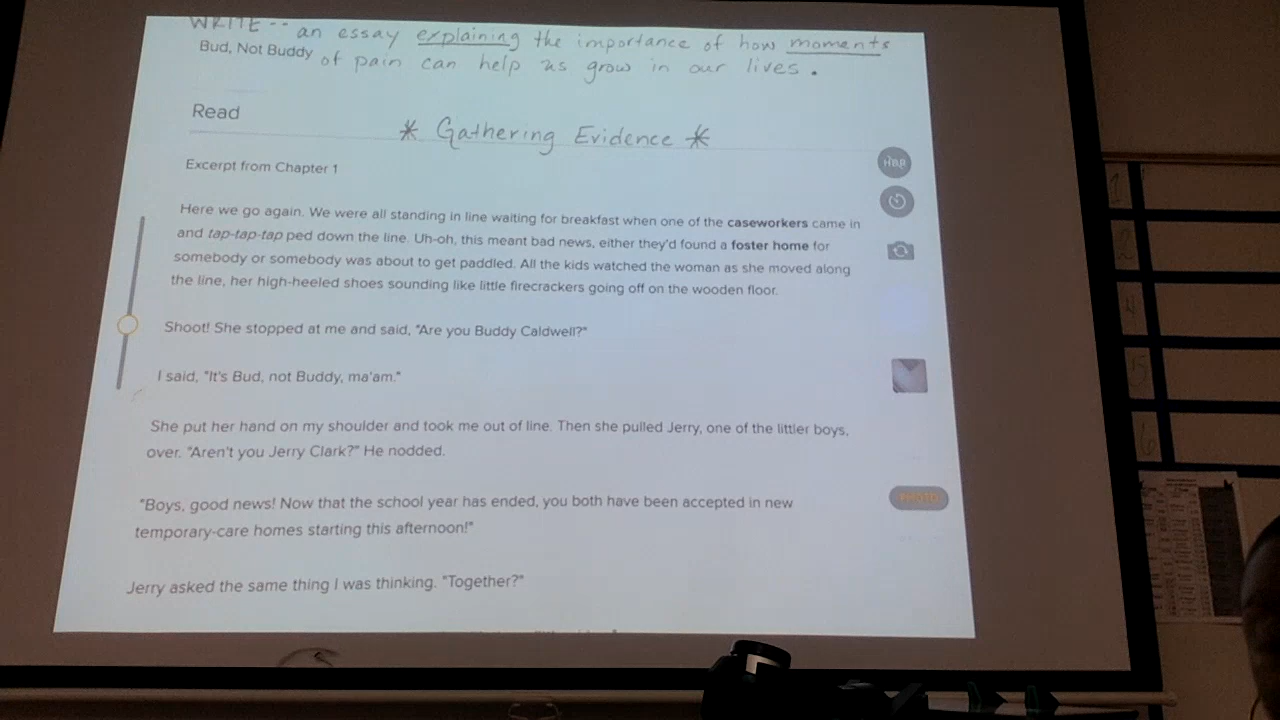 WRITE -- an essay explaining the importance of how moments
Bud, Not Buddy of pain can help us grow in our lives.
Read
* Gathering Evidence *
Excerpt from Chapter 1
HDR
Here we go again. We were all standing in line waiting for breakfast when one of the caseworkers came in
and tap-tap-tap ped down the line. Uh-oh, this meant bad news, either they'd found a foster home for
somebody or somebody was about to get paddled. All the kids watched the woman as she moved along
the line, her high-heeled shoes sounding like little firecrackers going off on the wooden floor.
Shoot! She stopped at me and said, "Are you Buddy Caldwell?"
I said, "It's Bud, not Buddy, ma'am."
She put her hand on my shoulder and took me out of line. Then she pulled Jerry, one of the littler boys,
over. "Aren't you Jerry Clark?" He nodded.
"Boys, good news! Now that the school year has ended, you both have been accepted in new
temporary-care homes starting this afternoon!"
PHOTO
Jerry asked the same thing I was thinking. "Together?"
1
2
4
5
6